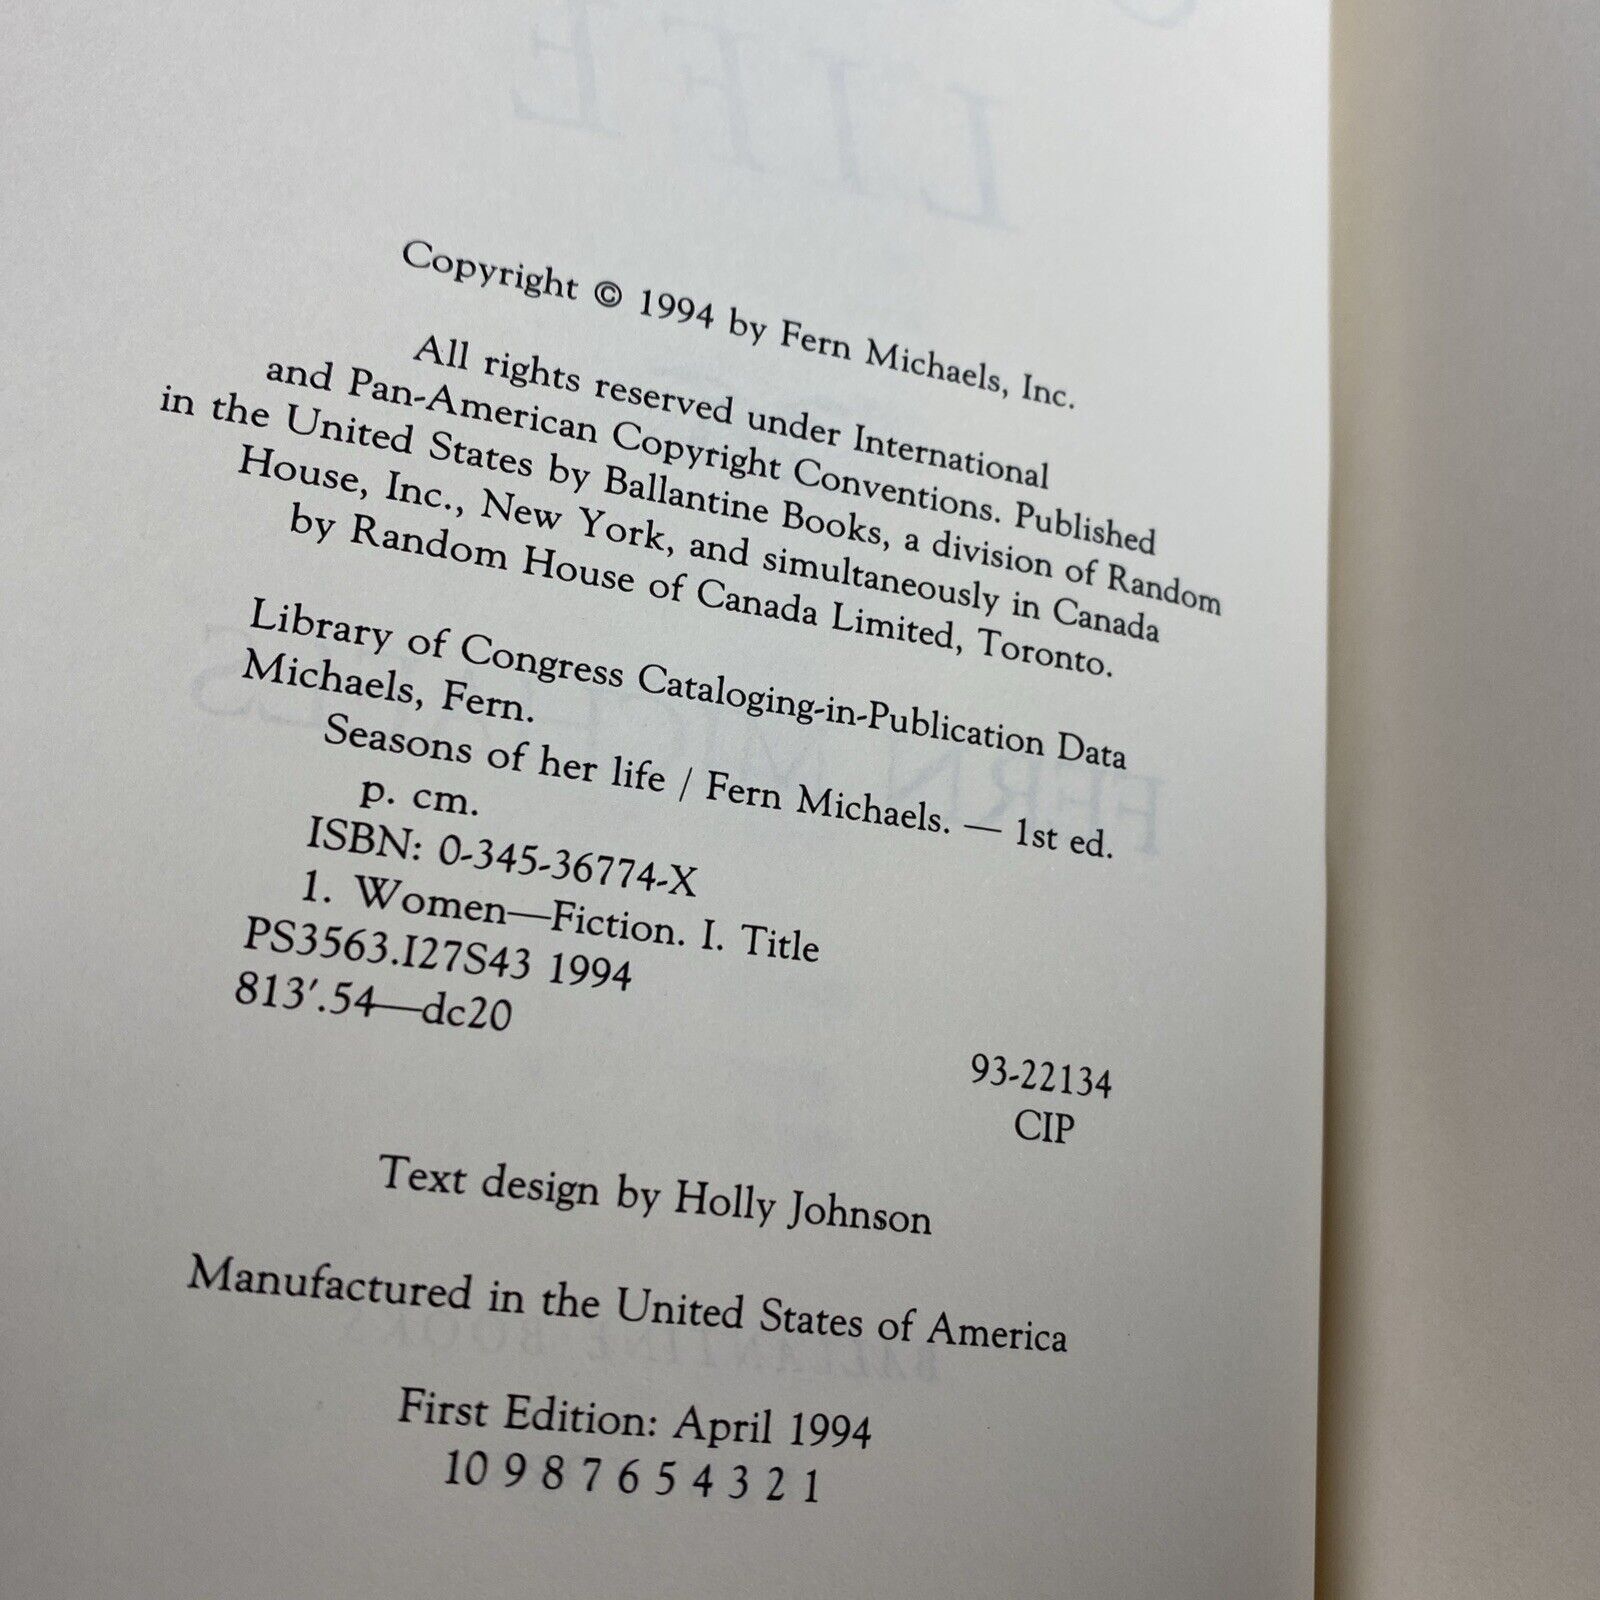 Copyright © 1994 by Fern Michaels, Inc.
All rights reserved under International
and Pan-American Copyright Conventions. Published
in the United States by Ballantine Books, a division of Random
House, Inc., New York, and simultaneously in Canada
by Random House of Canada Limited, Toronto.
Library of Congress Cataloging-in-Publication Data
Michaels, Fern.
Seasons of her life / Fern Michaels. — 1st ed.
p. cm.
ISBN: 0-345-36774-X
1. Women—Fiction. I. Title
PS3563.I27S43 1994
813′.54—dc20
93-22134
CIP
Text design by Holly Johnson
Manufactured in the United States of America
First Edition: April 1994
10 9 8 7 6 5 4 3 2 1